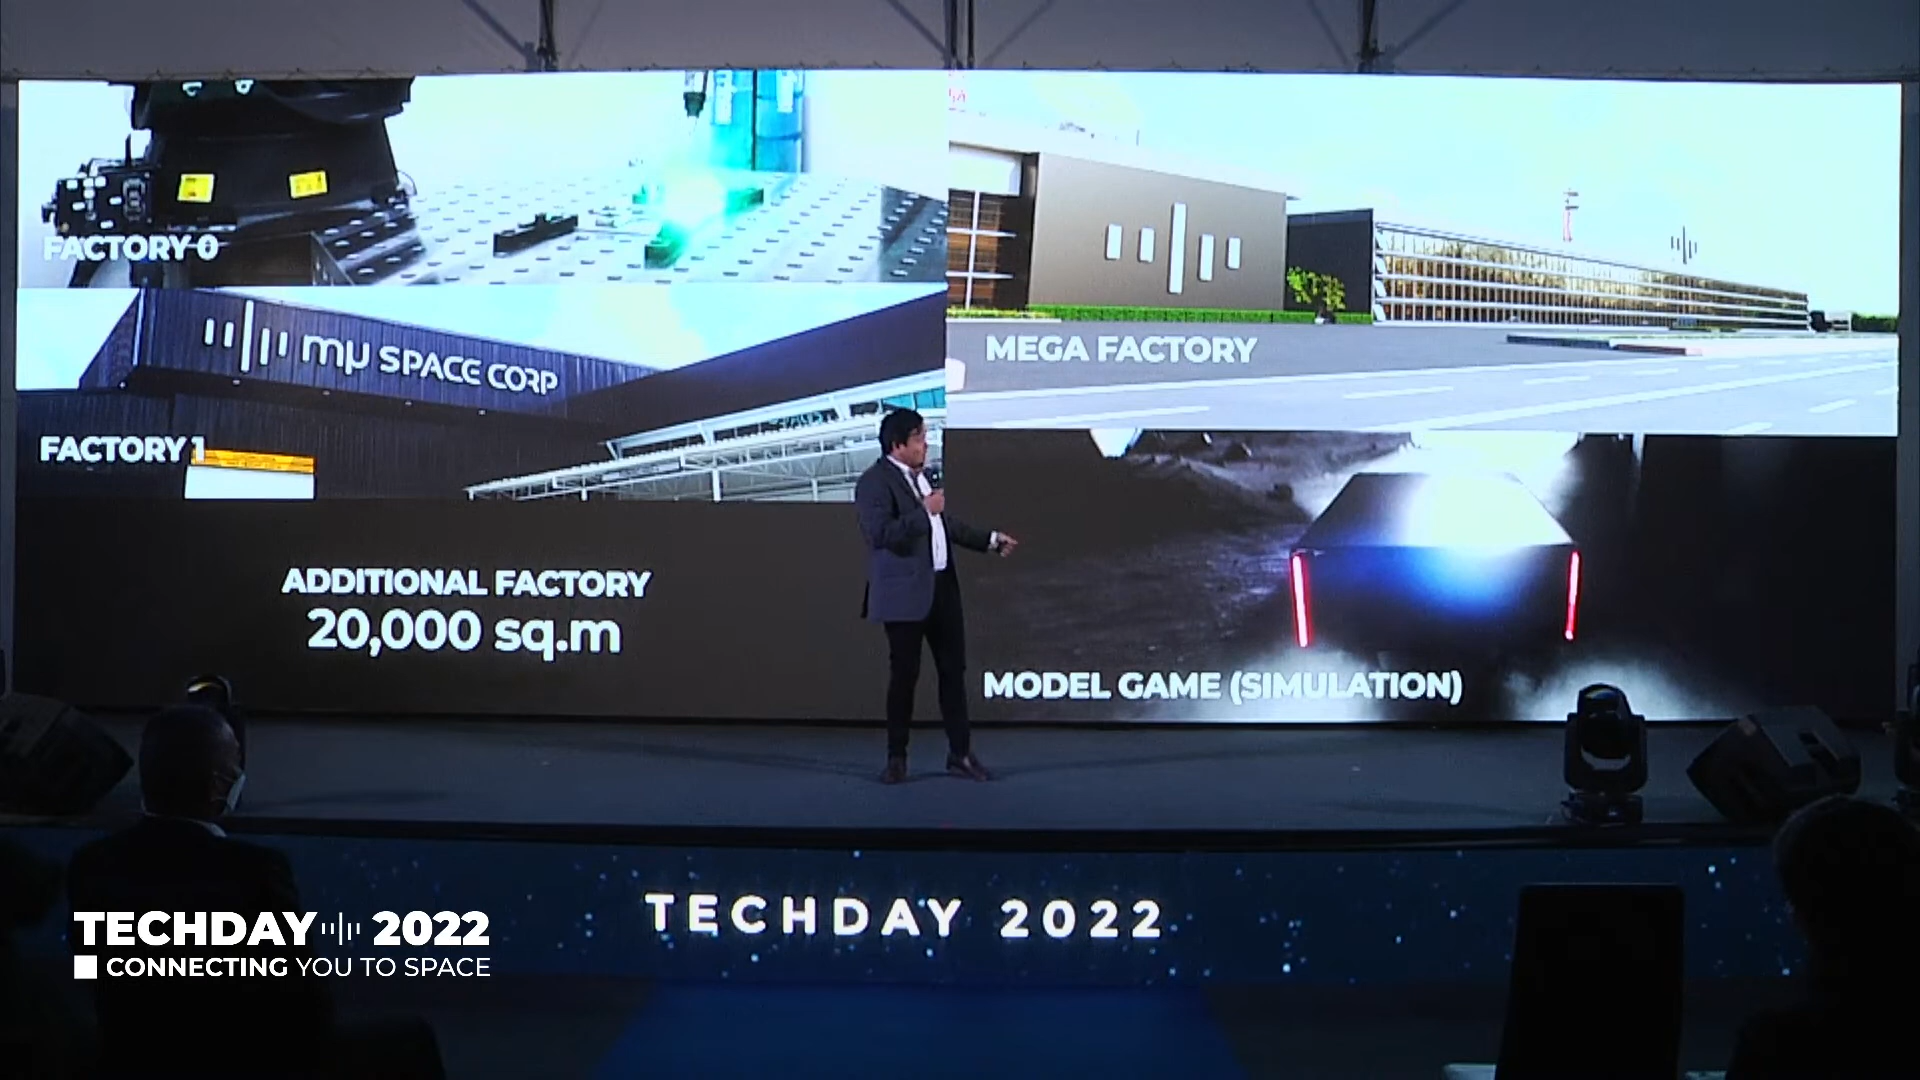 FACTORY 0
mµ SPACE CORP
FACTORY 1
ADDITIONAL FACTORY
20,000 sq.m
MEGA FACTORY
MODEL GAME (SIMULATION)
TECHDAY 2022
TECHDAY 2022
CONNECTING YOU TO SPACE